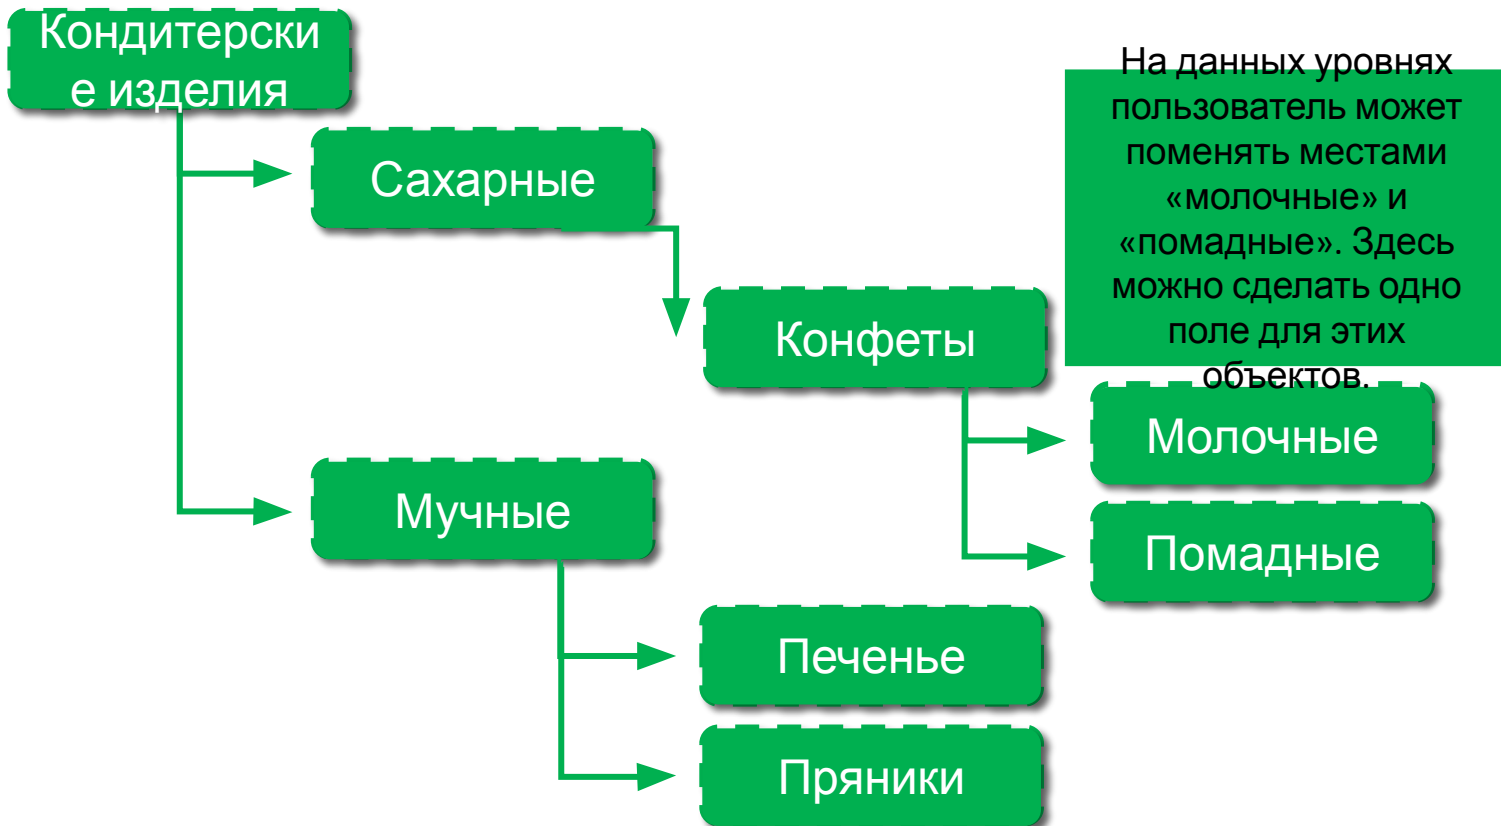 Кондитерски
е изделия
Сахарные
Конфеты
На данных уровнях
пользователь может
поменять местами
«молочные» и
«помадные». Здесь
можно сделать одно
поле для этих
объектов.
Молочные
Помадные
Мучные
Печенье
Пряники